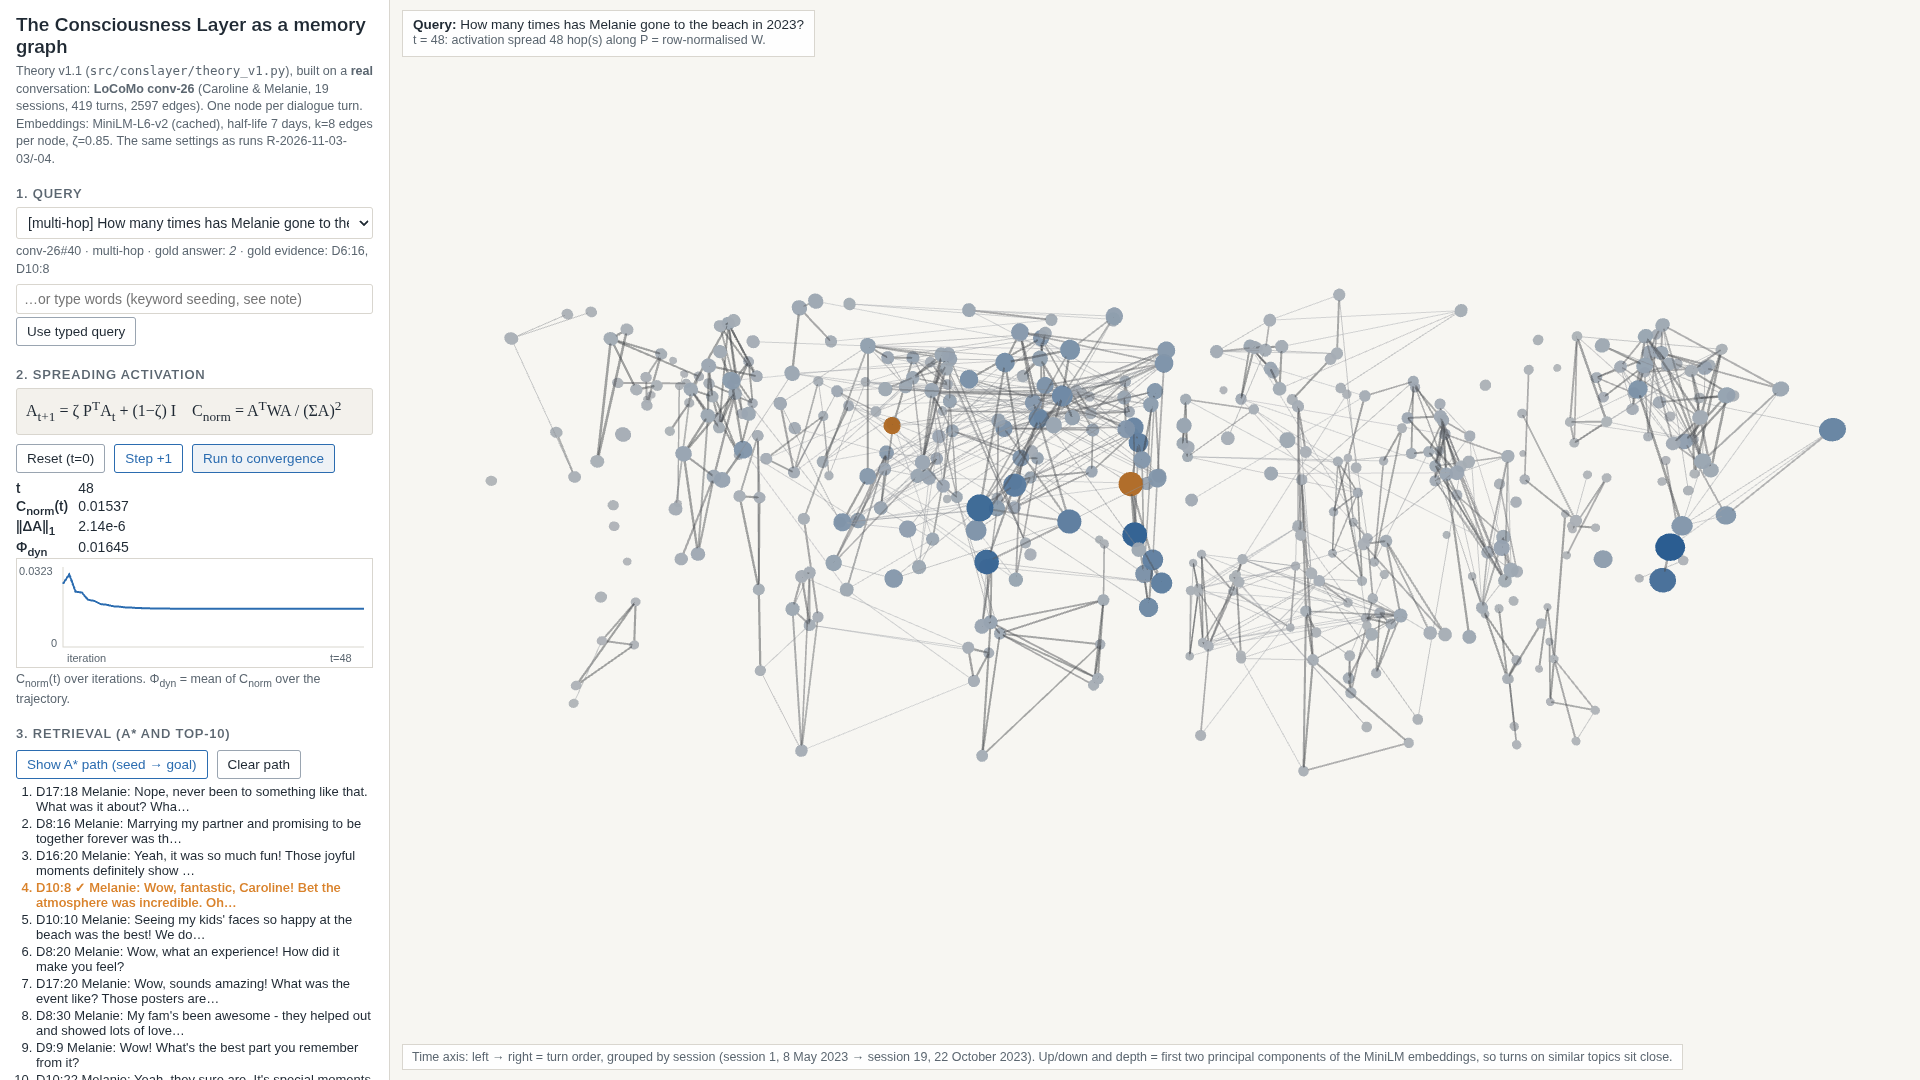 The Consciousness Layer as a memory
graph
Theory v1.1 (src/conslayer/theory_v1.py), built on a real
conversation: LoCoMo conv-26 (Caroline & Melanie, 19
sessions, 419 turns, 2597 edges). One node per dialogue turn.
Embeddings: MiniLM-L6-v2 (cached), half-life 7 days, k=8 edges
per node, ζ=0.85. The same settings as runs R-2026-11-03-
03/-04.
1. QUERY
[multi-hop] How many times has Melanie gone to the
conv-26#40 · multi-hop · gold answer: 2 · gold evidence: D6:16,
D10:8
…or type words (keyword seeding, see note)
Use typed query
2. SPREADING ACTIVATION
At+1 = ζ PTAt + (1−ζ) I Cnorm = ATWA / (ΣA)2
Reset (t=0) Step +1 Run to convergence
t 48
Cnorm(t) 0.01537
‖ΔA‖1 2.14e-6
Φdyn 0.01645
0.0323
0
iteration t=48
Cnorm(t) over iterations. Φdyn = mean of Cnorm over the
trajectory.
3. RETRIEVAL (A* AND TOP-10)
Show A* path (seed → goal) Clear path
1. D17:18 Melanie: Nope, never been to something like that.
What was it about? Wha…
2. D8:16 Melanie: Marrying my partner and promising to be
together forever was th…
3. D16:20 Melanie: Yeah, it was so much fun! Those joyful
moments definitely show …
4. D10:8 ✓ Melanie: Wow, fantastic, Caroline! Bet the
atmosphere was incredible. Oh…
5. D10:10 Melanie: Seeing my kids' faces so happy at the
beach was the best! We do…
6. D8:20 Melanie: Wow, what an experience! How did it
make you feel?
7. D17:20 Melanie: Wow, sounds amazing! What was the
event like? Those posters are…
8. D8:30 Melanie: My fam's been awesome - they helped out
and showed lots of love…
9. D9:9 Melanie: Wow! What's the best part you remember
from it?
10. D10:22 Melanie: Yeah, they sure are. It's special moments
Query: How many times has Melanie gone to the beach in 2023?
t = 48: activation spread 48 hop(s) along P = row-normalised W.
Time axis: left → right = turn order, grouped by session (session 1, 8 May 2023 → session 19, 22 October 2023). Up/down and depth = first two principal components of the MiniLM embeddings, so turns on similar topics sit close.